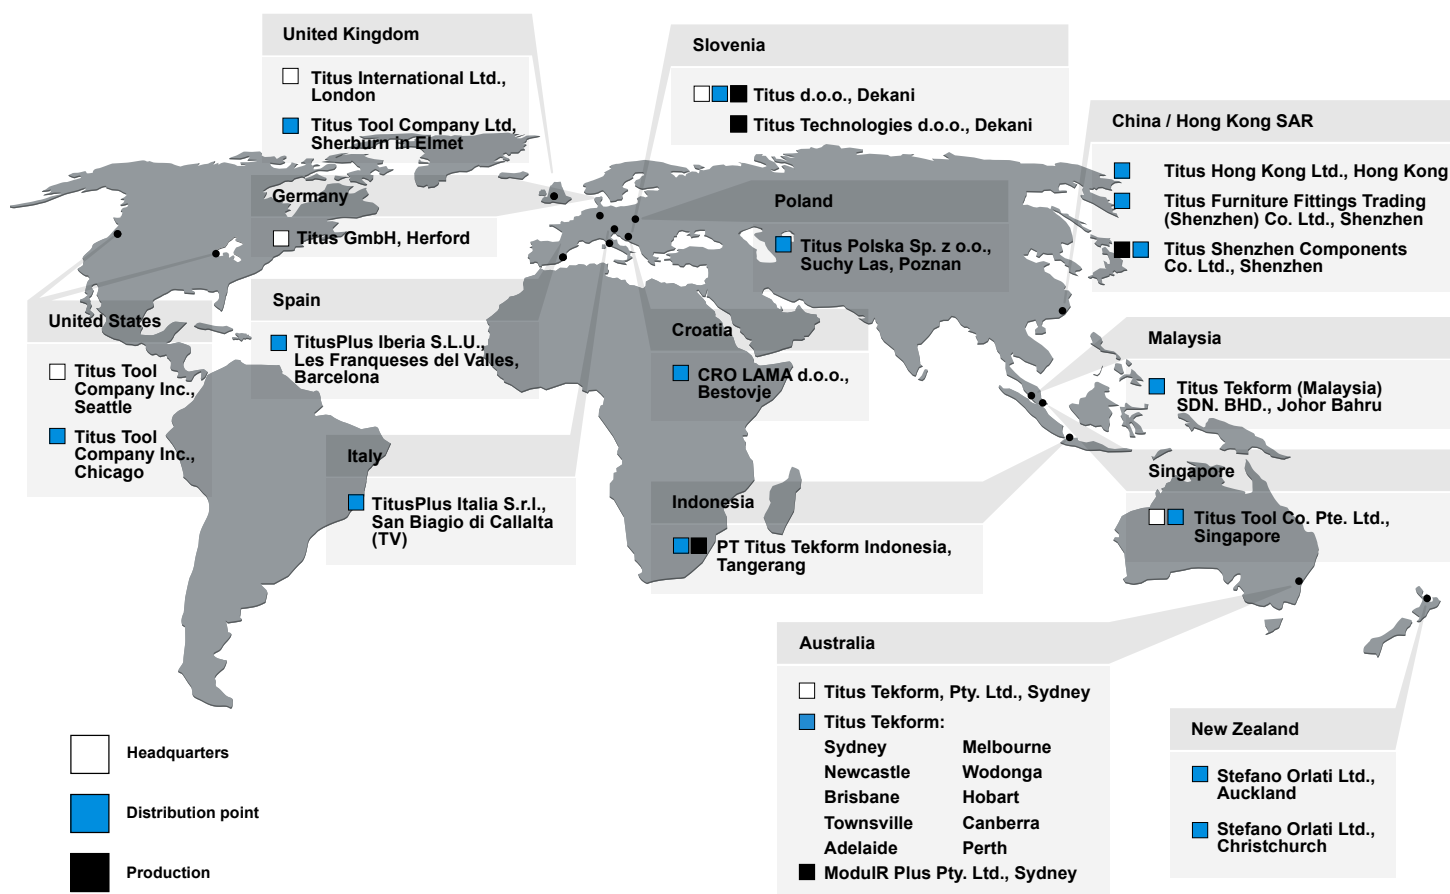 United Kingdom
Titus International Ltd.,
London
Titus Tool Company Ltd,
Sherburn in Elmet
Slovenia
Titus d.o.o., Dekani
Titus Technologies d.o.o., Dekani
China / Hong Kong SAR
Titus Hong Kong Ltd., Hong Kong
Titus Furniture Fittings Trading
(Shenzhen) Co. Ltd., Shenzhen
Titus Shenzhen Components
Co. Ltd., Shenzhen
Germany
Titus GmbH, Herford
Poland
Titus Polska Sp. z o.o.,
Suchy Las, Poznan
Spain
TitusPlus Iberia S.L.U.,
Les Franqueses del Valles,
Barcelona
United States
Titus Tool
Company Inc.,
Seattle
Titus Tool
Company Inc.,
Chicago
Croatia
CRO LAMA d.o.o.,
Bestovje
Malaysia
Titus Tekform (Malaysia)
SDN. BHD., Johor Bahru
Italy
TitusPlus Italia S.r.l.,
San Biagio di Callalta
(TV)
Indonesia
PT Titus Tekform Indonesia,
Tangerang
Singapore
Titus Tool Co. Pte. Ltd.,
Singapore
Australia
Titus Tekform, Pty. Ltd., Sydney
Titus Tekform:
Sydney Melbourne
Newcastle Wodonga
Brisbane Hobart
Townsville Canberra
Adelaide Perth
ModulR Plus Pty. Ltd., Sydney
New Zealand
Stefano Orlati Ltd.,
Auckland
Stefano Orlati Ltd.,
Christchurch
Headquarters
Distribution point
Production